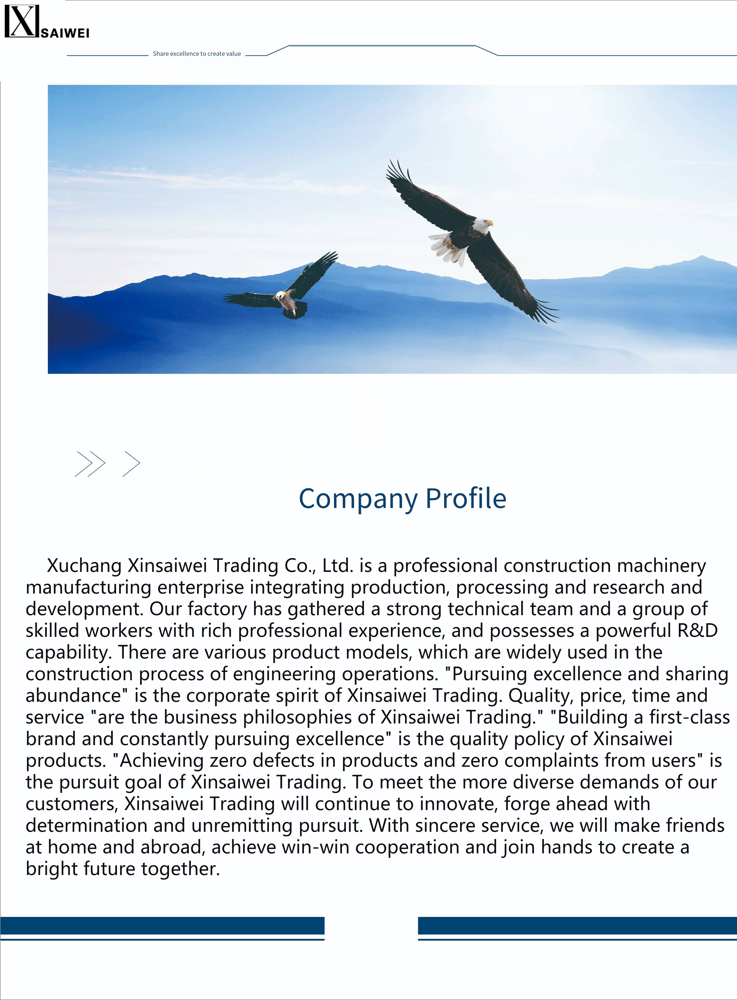 X SAIWEI
Share excellence to create value
Company Profile
Xuchang Xinsaiwei Trading Co., Ltd. is a professional construction machinery
manufacturing enterprise integrating production, processing and research and
development. Our factory has gathered a strong technical team and a group of
skilled workers with rich professional experience, and possesses a powerful R&D
capability. There are various product models, which are widely used in the
construction process of engineering operations. "Pursuing excellence and sharing
abundance" is the corporate spirit of Xinsaiwei Trading. Quality, price, time and
service "are the business philosophies of Xinsaiwei Trading." "Building a first-class
brand and constantly pursuing excellence" is the quality policy of Xinsaiwei
products. "Achieving zero defects in products and zero complaints from users" is
the pursuit goal of Xinsaiwei Trading. To meet the more diverse demands of our
customers, Xinsaiwei Trading will continue to innovate, forge ahead with
determination and unremitting pursuit. With sincere service, we will make friends
at home and abroad, achieve win-win cooperation and join hands to create a
bright future together.